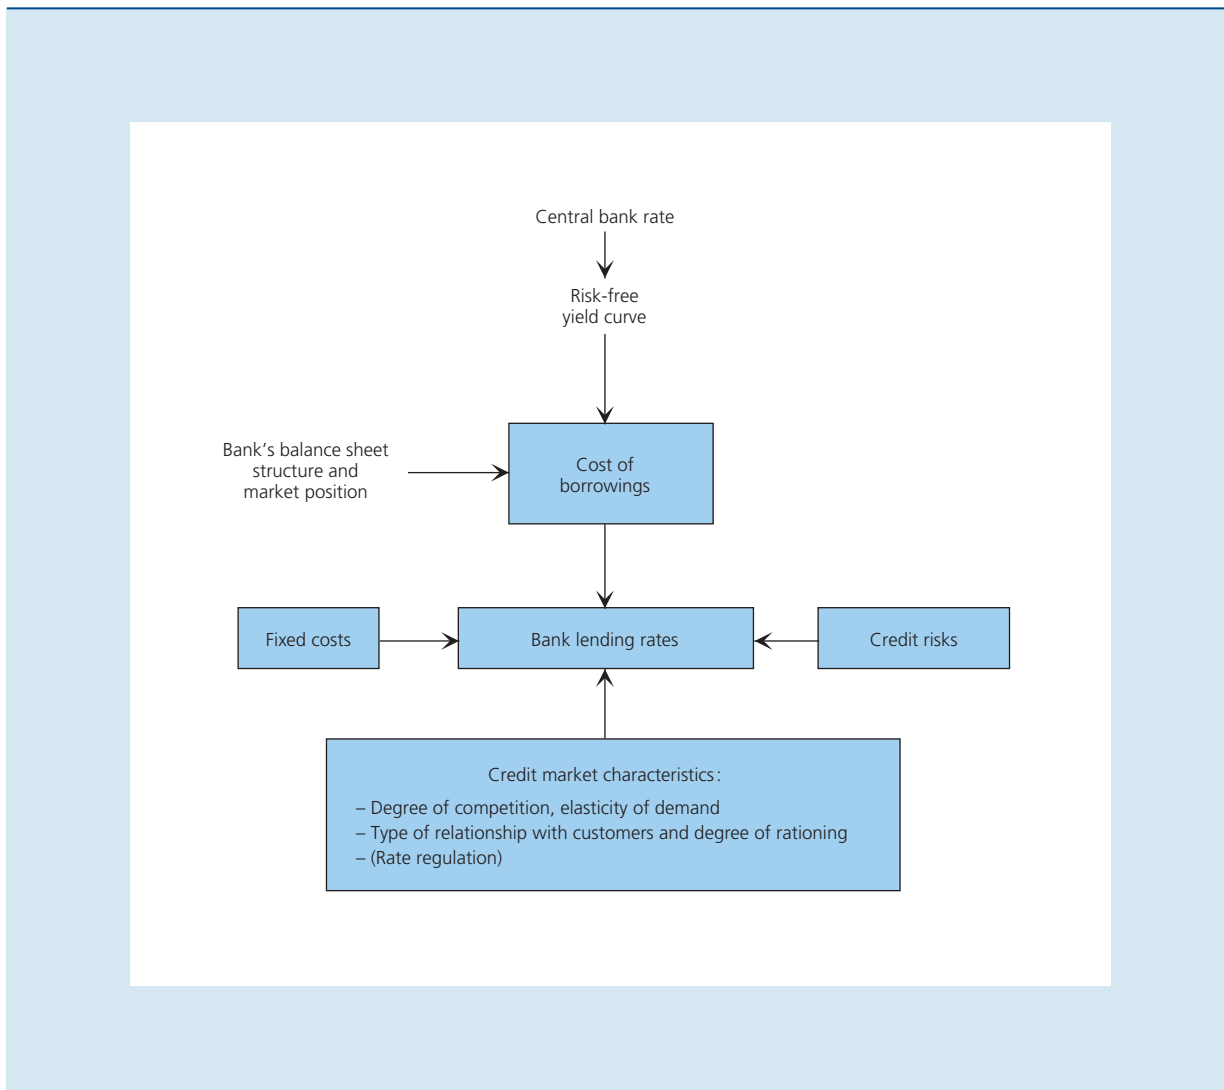 Central bank rate
Risk-free
yield curve
Bank’s balance sheet
structure and
market position
Cost of
borrowings
Fixed costs
Bank lending rates
Credit risks
Credit market characteristics :
– Degree of competition, elasticity of demand
– Type of relationship with customers and degree of rationing
– (Rate regulation)